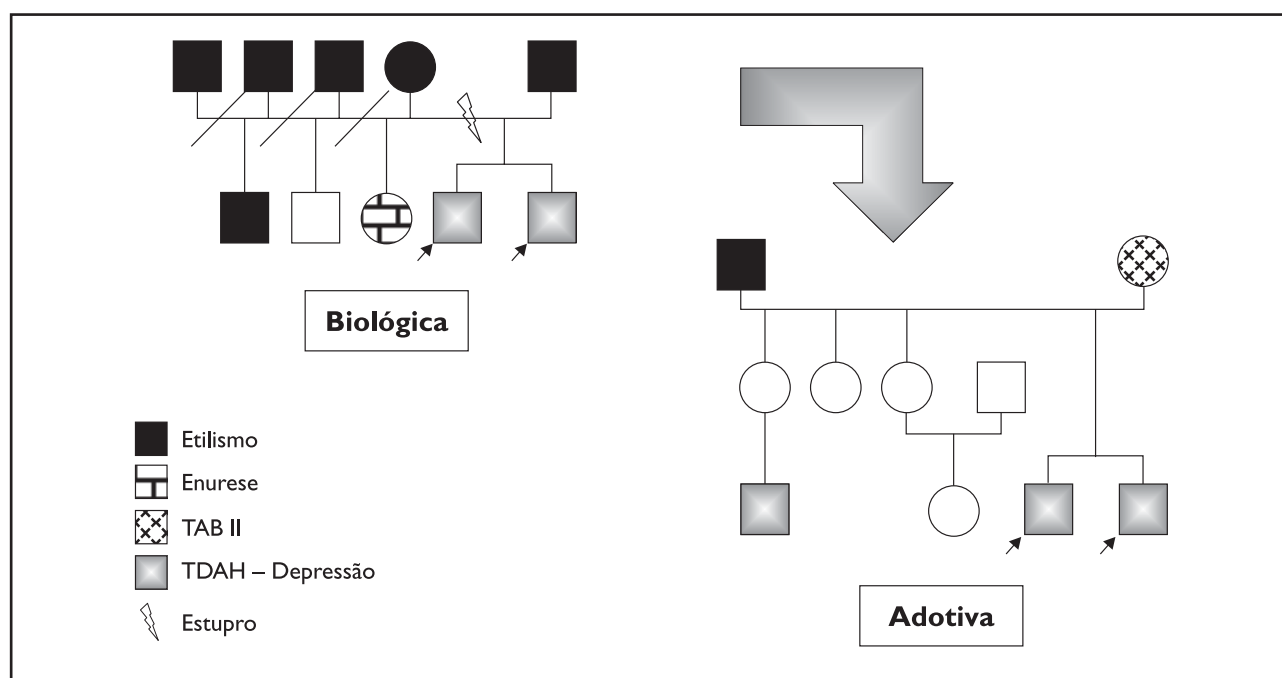 Biológica
Etilismo
Enurese
TAB II
TDAH – Depressão
Estupro
Adotiva